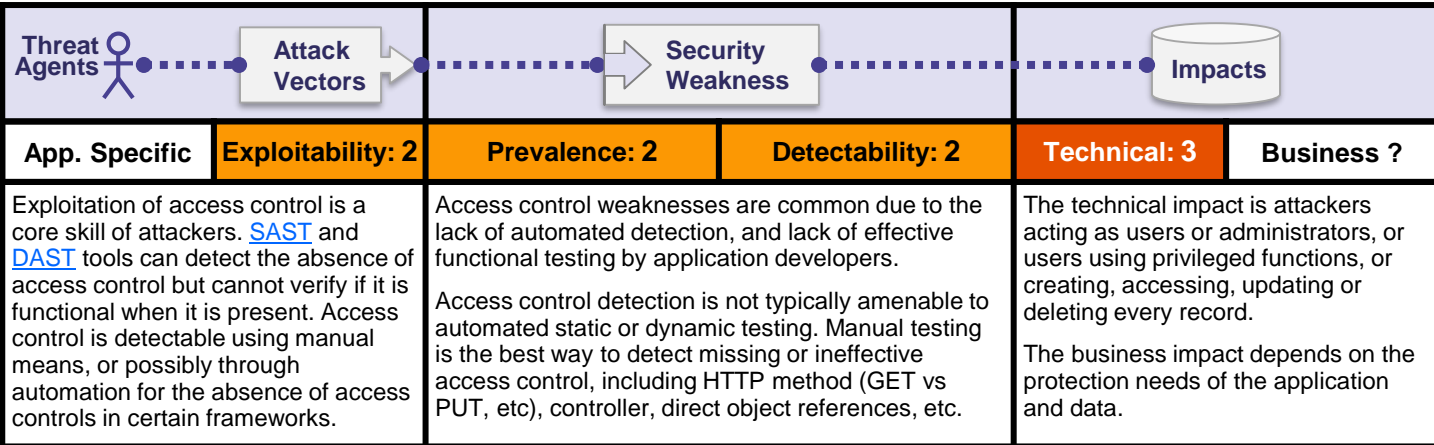 Threat
Agents
Attack
Vectors
Security
Weakness
Impacts
App. Specific
Exploitability: 2
Prevalence: 2
Detectability: 2
Technical: 3
Business ?
Exploitation of access control is a
core skill of attackers. SAST and
DAST tools can detect the absence of
access control but cannot verify if it is
functional when it is present. Access
control is detectable using manual
means, or possibly through
automation for the absence of access
controls in certain frameworks.
Access control weaknesses are common due to the
lack of automated detection, and lack of effective
functional testing by application developers.
Access control detection is not typically amenable to
automated static or dynamic testing. Manual testing
is the best way to detect missing or ineffective
access control, including HTTP method (GET vs
PUT, etc), controller, direct object references, etc.
The technical impact is attackers
acting as users or administrators, or
users using privileged functions, or
creating, accessing, updating or
deleting every record.
The business impact depends on the
protection needs of the application
and data.